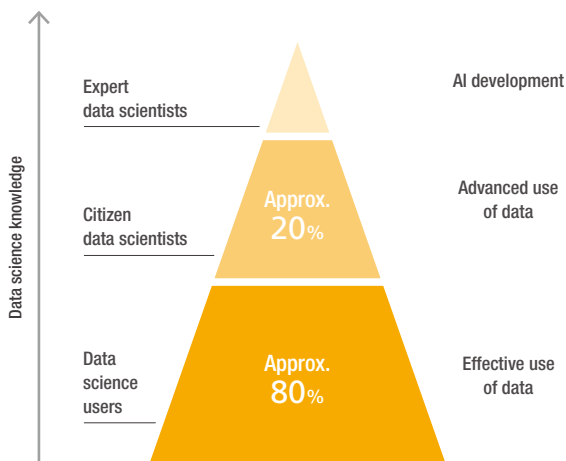 Data science knowledge
Expert
data scientists
AI development
Citizen
data scientists
Approx.
20%
Advanced use
of data
Data
science
users
Approx.
80%
Effective use
of data